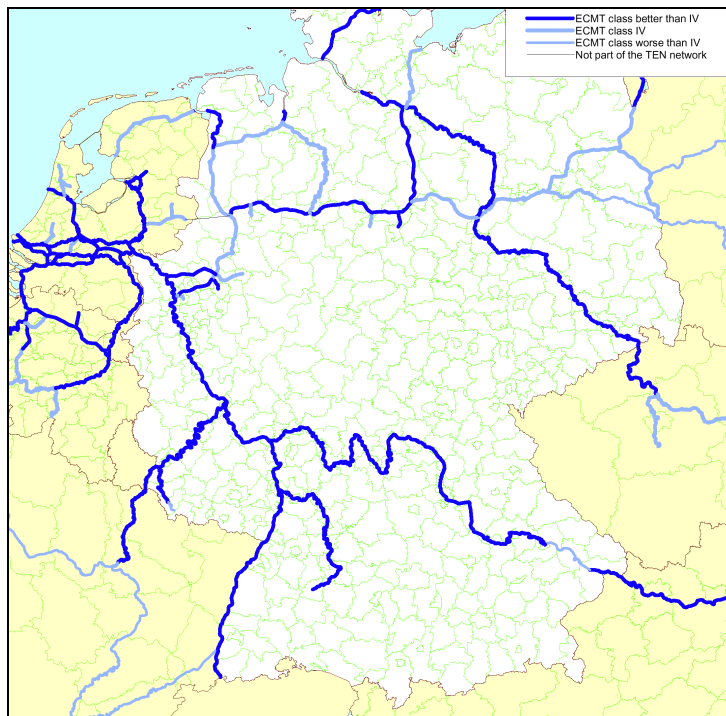 ECMT class better than IV
ECMT class IV
ECMT class worse than IV
Not part of the TEN network